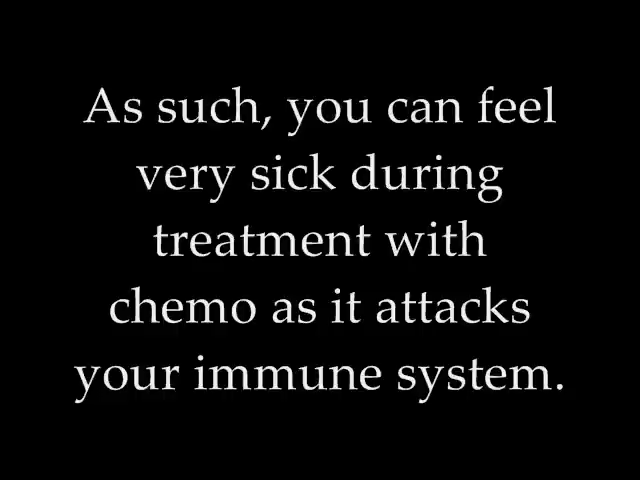 As such, you can feel
very sick during
treatment with
chemo as it attacks
your immune system.